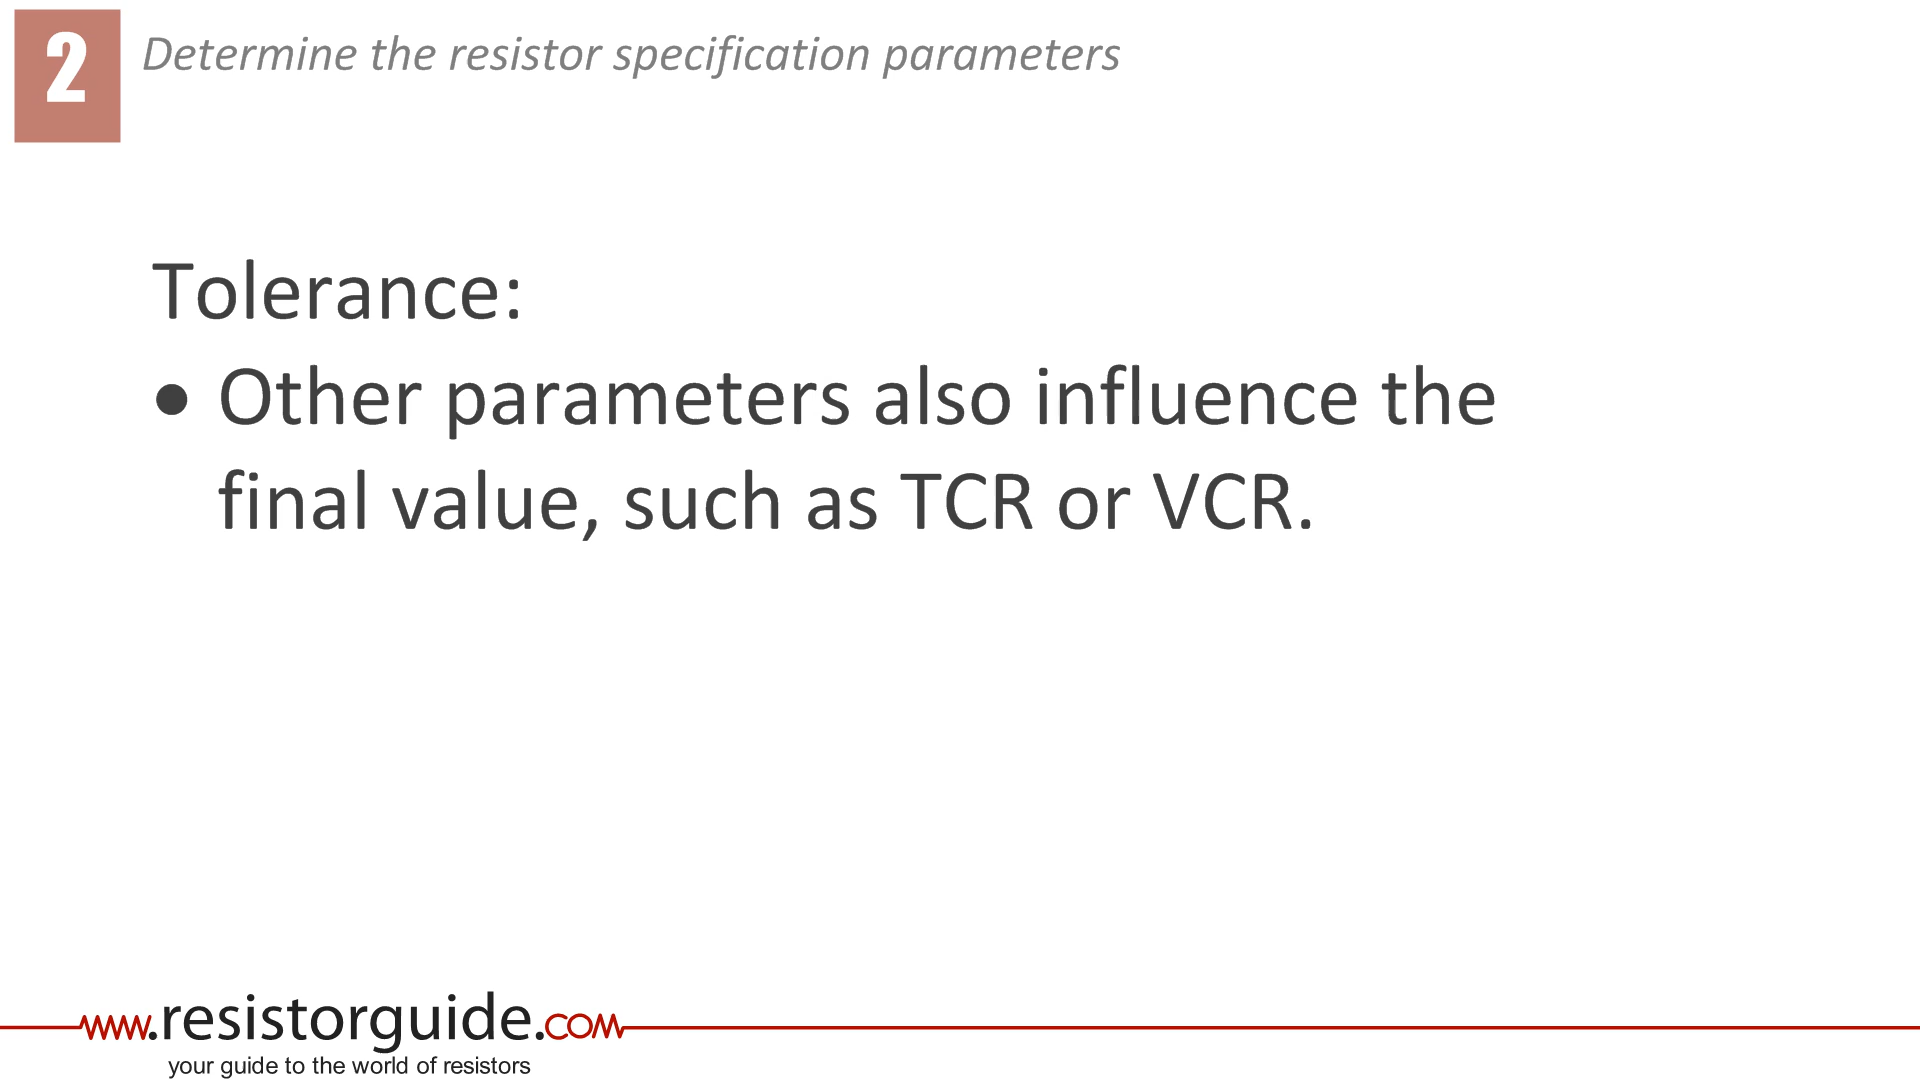 2
Determine the resistor specification parameters
Tolerance:
• Other parameters also influence the
final value, such as TCR or VCR.
www.resistorguide.com
your guide to the world of resistors